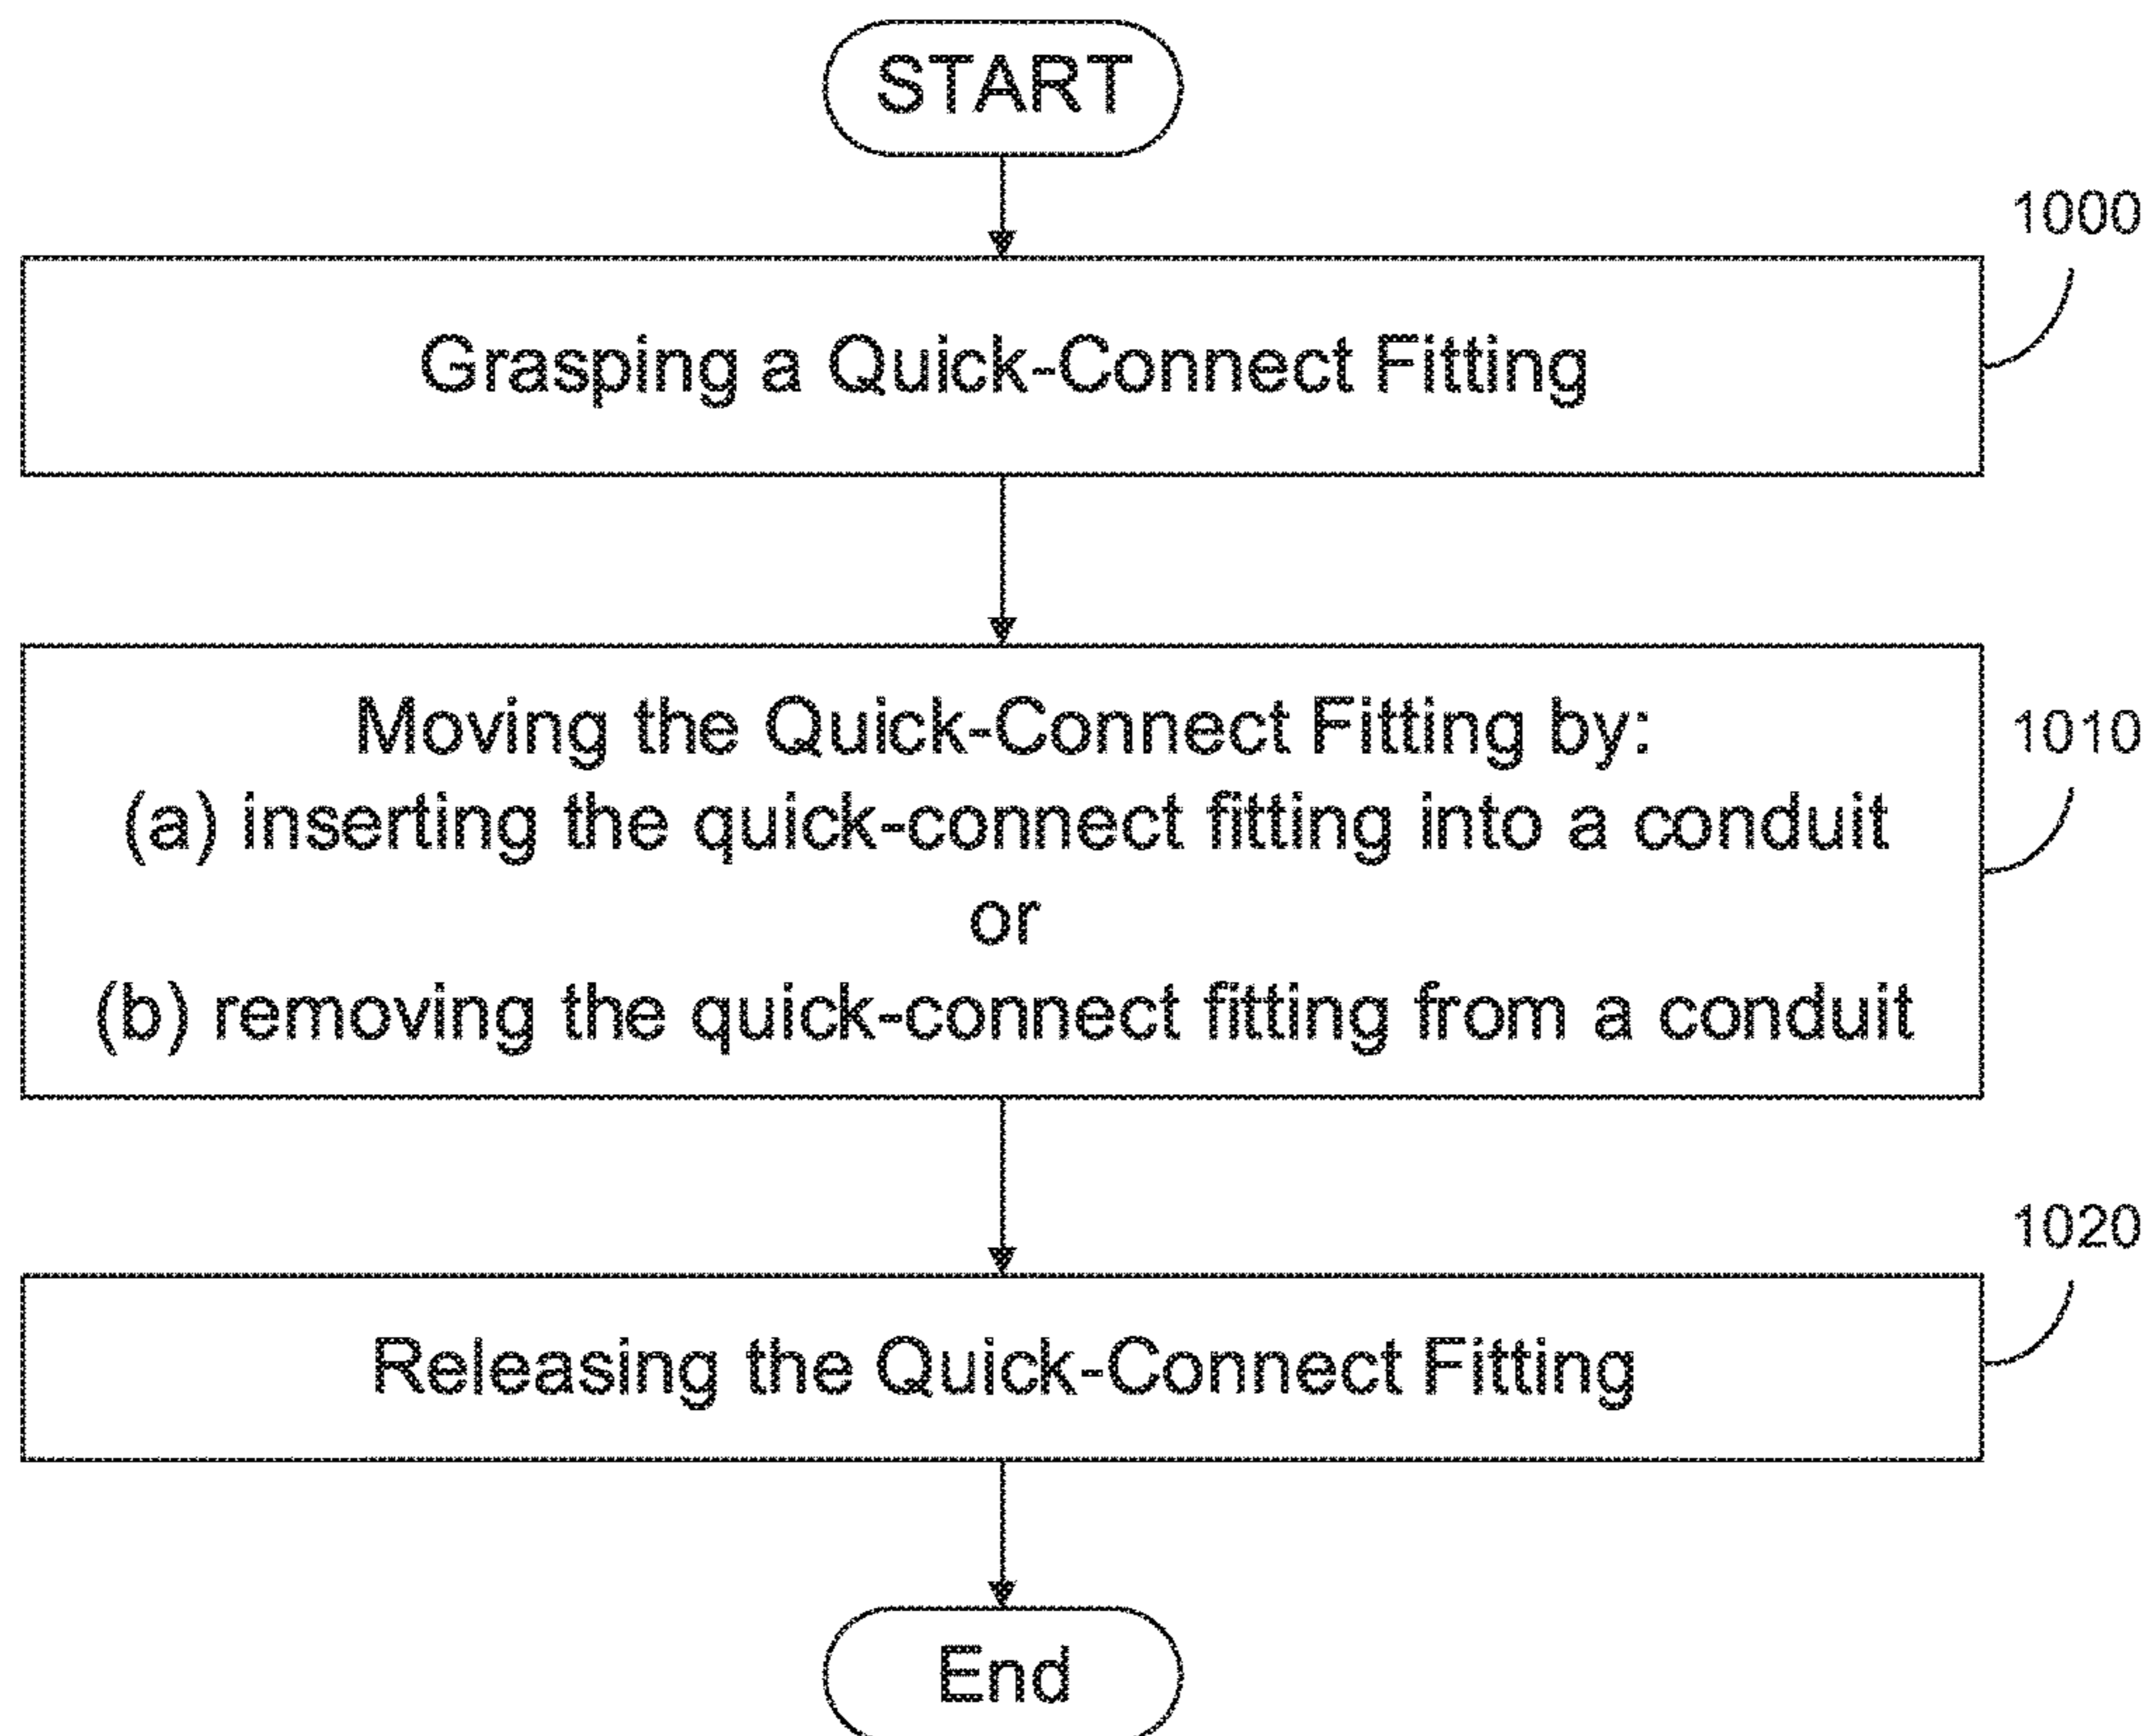 START
1000
Grasping a Quick-Connect Fitting
Moving the Quick-Connect Fitting by:
1010
(a) inserting the quick-connect fitting into a conduit
or
(b) removing the quick-connect fitting from a conduit
1020
Releasing the Quick-Connect Fitting
End